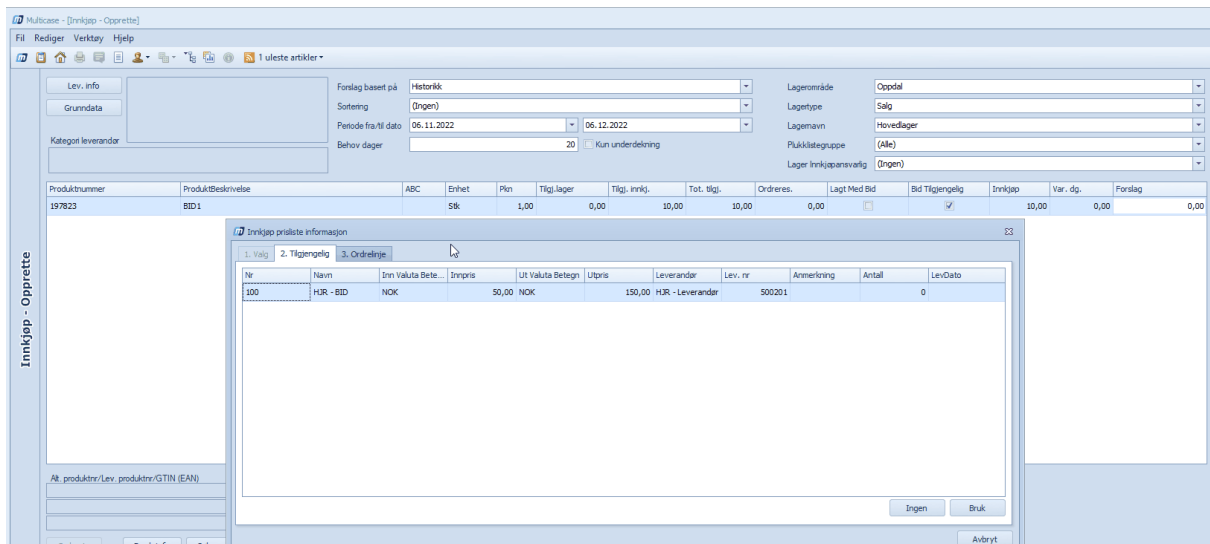 Multicase - [Innkjøp - Opprette]
Fil Rediger Verktøy Hjelp
1 uleste artikler
Innkjøp - Opprette
Lev. info
Grunndata
Kategori leverandør
Forslag basert på Historikk
Sortering (Ingen)
Periode fra/til dato 06.11.2022 06.12.2022
Behov dager 20 Kun underdekning
Lagerområde Oppdal
Lagertype Salg
Lagernavn Hovedlager
Plukklistegruppe (Alle)
Lager Innkjøpansvarlig (Ingen)
Produktnummer ProduktBeskrivelse ABC Enhet Pkn Tilgj.lager Tilgj. innkj. Tot. tilgj. Ordreres. Lagt Med Bid Bid Tilgjengelig Innkjøp Var. dg. Forslag
197823 BID1 Stk 1,00 0,00 10,00 10,00 0,00 10,00 0,00 0,00
Innkjøp prisliste informasjon
1. Valg 2. Tilgjengelig 3. Ordrelinje
Nr Navn Inn Valuta Bete... Innpris Ut Valuta Betegn Utpris Leverandør Lev. nr Anmerkning Antall LevDato
100 HJR - BID NOK 50,00 NOK 150,00 HJR - Leverandør 500201 0
Ingen Bruk
Avbryt
Alt. produktnr/Lev. produktnr/GTIN (EAN)